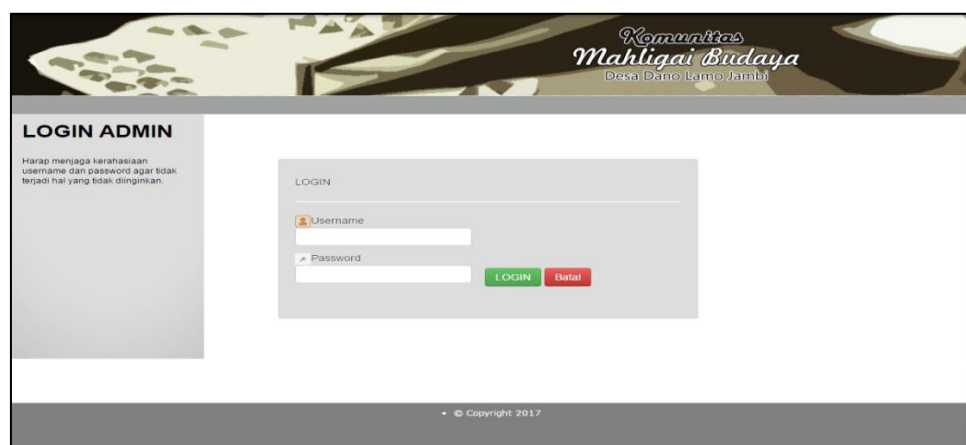 Komunitas
Mahligai Budaya
Desa Dano Lamo Jambi
LOGIN ADMIN
Harap menjaga kerahasiaan
username dan password agar tidak
terjadi hal yang tidak diinginkan.
LOGIN
Username
Password
LOGIN Batal
• © Copyright 2017